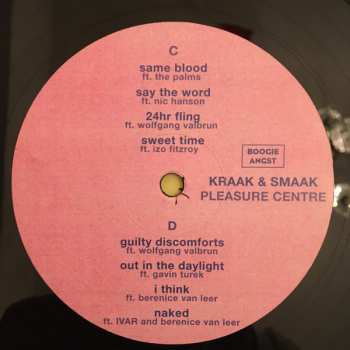 C
same blood
ft. the palms
say the word
ft. nic hanson
24hr fling
ft. wolfgang valbrun
sweet time
ft. izo fitzroy
BOOGIE
ANGST
KRAAK & SMAAK
PLEASURE CENTRE
D
guilty discomforts
ft. wolfgang valbrun
out in the daylight
ft. gavin turek
i think
ft. berenice van leer
naked
ft. IVAR and berenice van leer